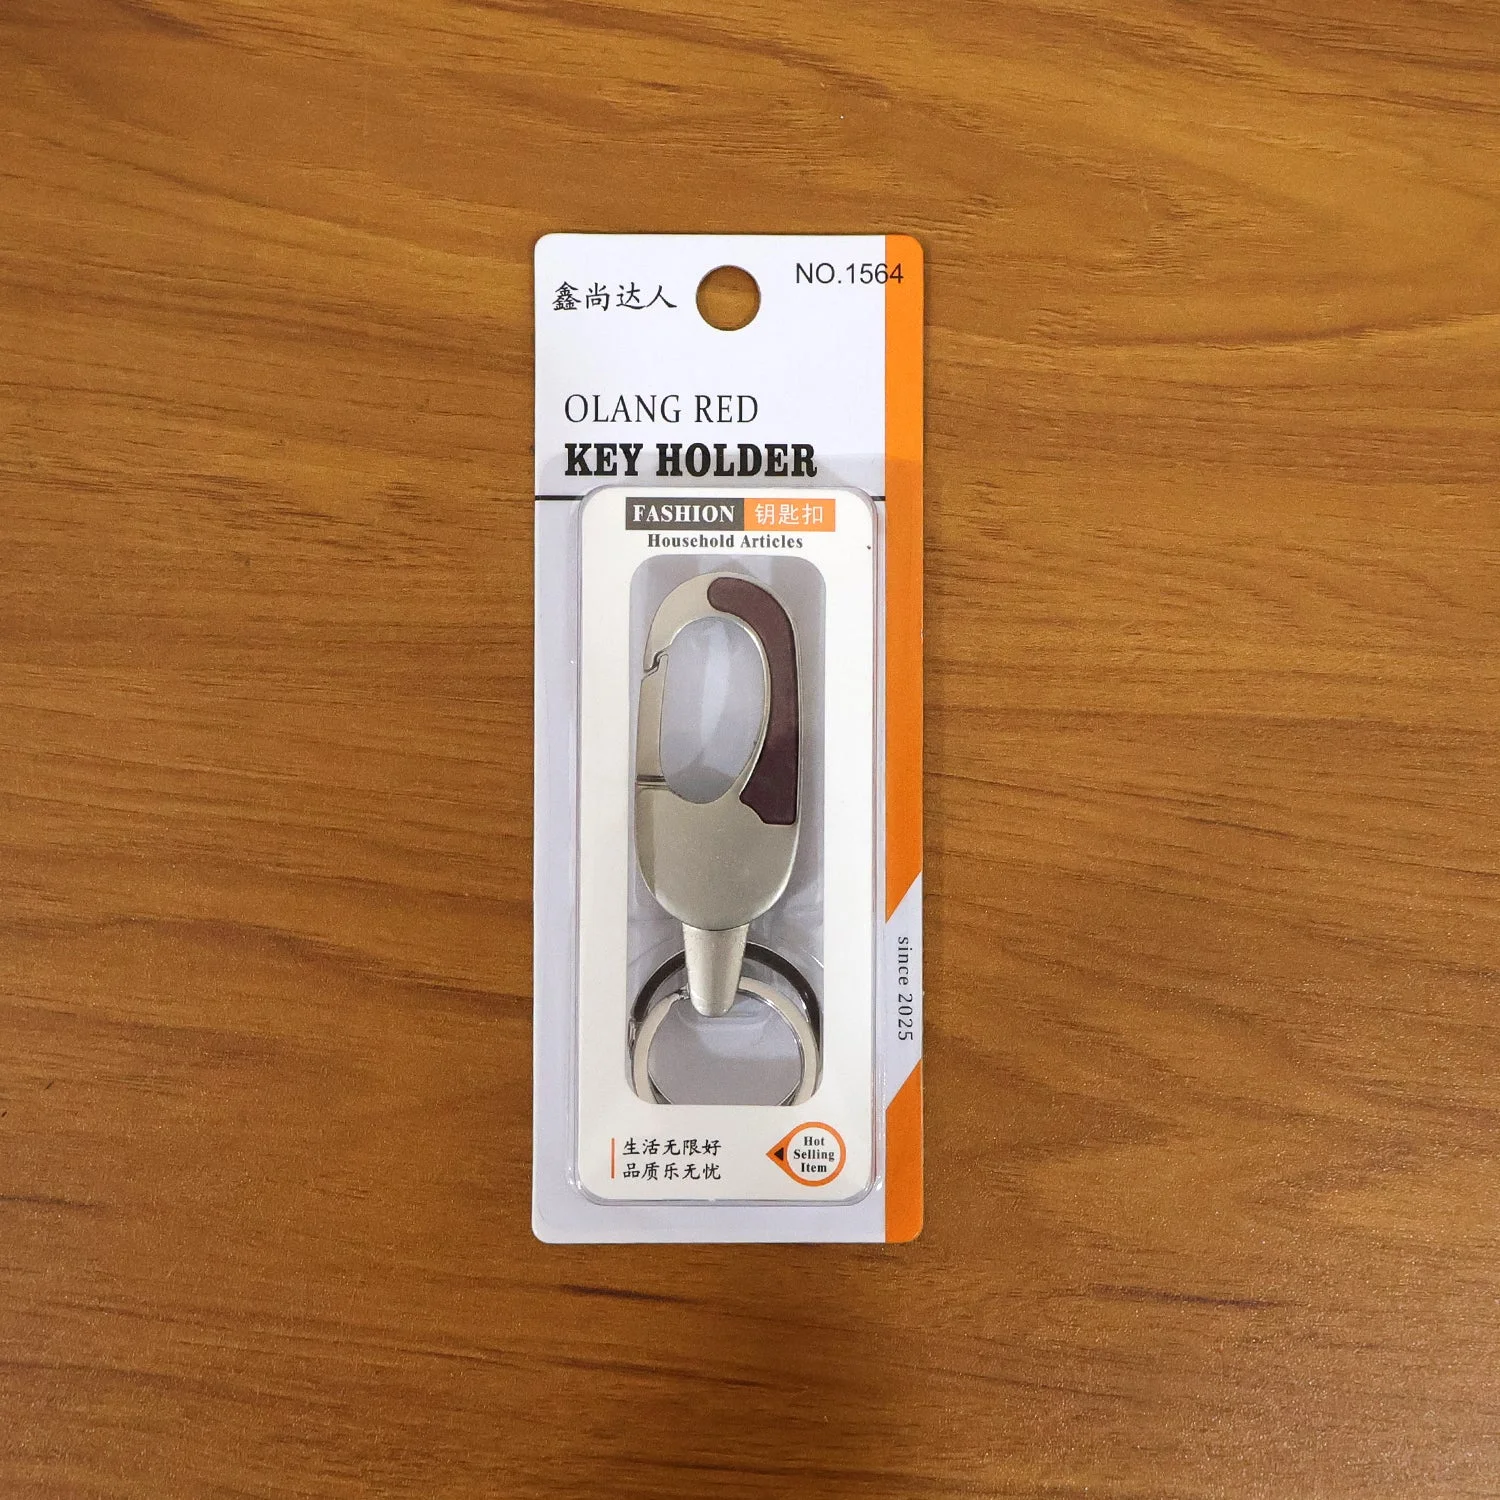 鑫尚达人
NO.1564
OLANG RED
KEY HOLDER
FASHION 钥匙扣
Household Articles
since 2025
生活无限好
品质乐无忧
Hot
Selling
Item